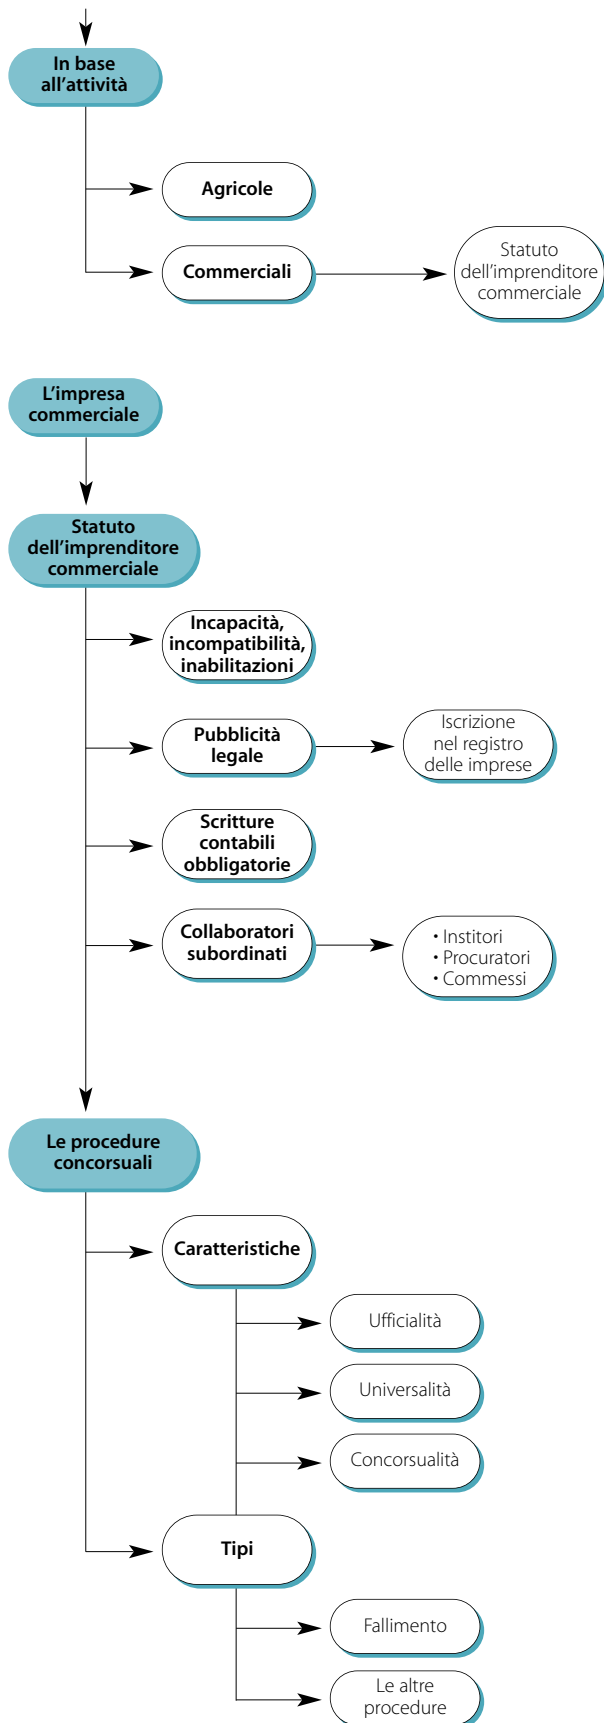 In base
all’attività
Agricole
Commerciali
Statuto
dell’imprenditore
commerciale
L’impresa
commerciale
Statuto
dell’imprenditore
commerciale
Incapacità,
incompatibilità,
inabilitazioni
Pubblicità
legale
Iscrizione
nel registro
delle imprese
Scritture
contabili
obbligatorie
Collaboratori
subordinati
• Institori
• Procuratori
• Commessi
Le procedure
concorsuali
Caratteristiche
Ufficialità
Universalità
Concorsualità
Tipi
Fallimento
Le altre
procedure